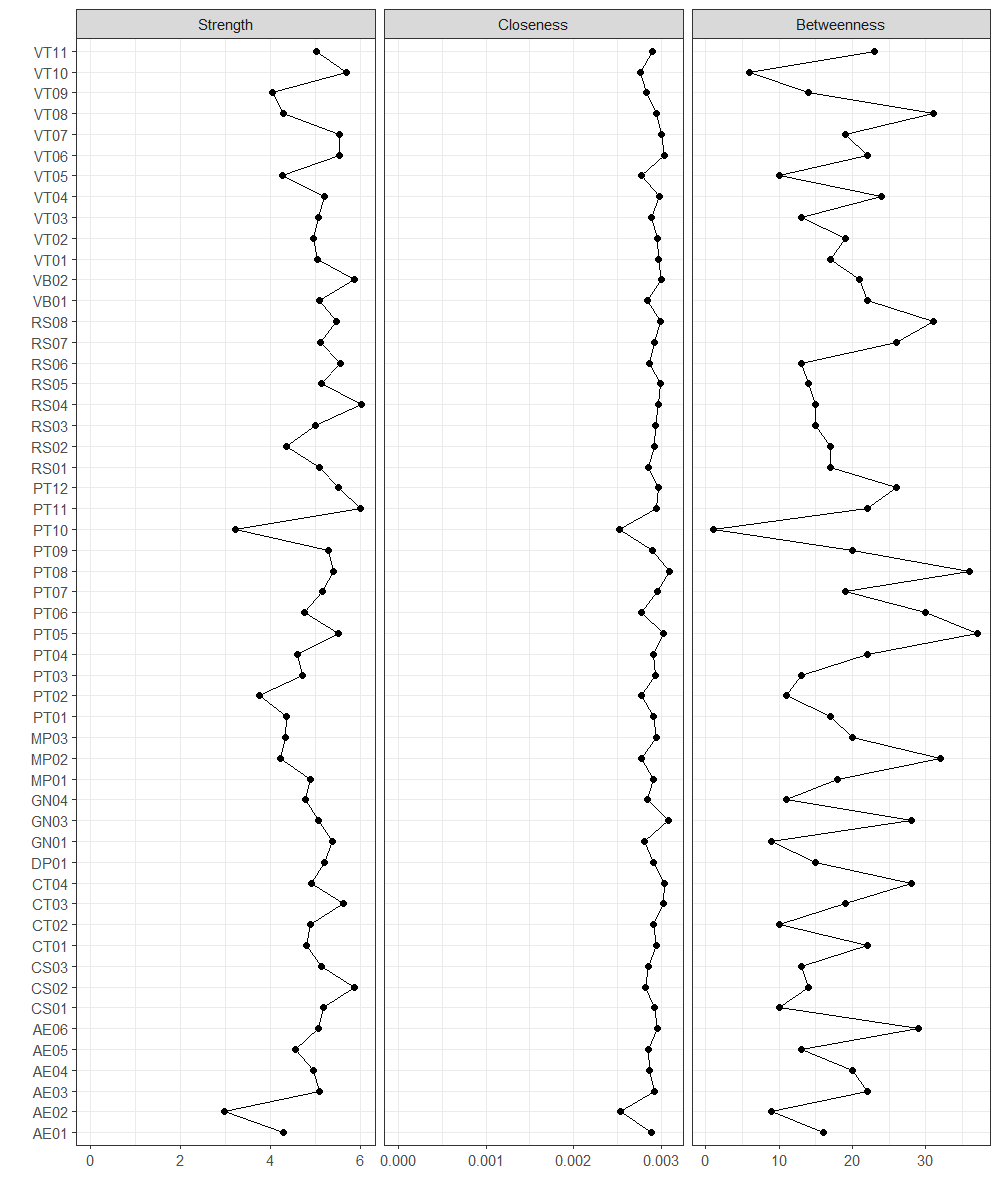 Strength Closeness Betweenness
VT11
VT10
VT09
VT08
VT07
VT06
VT05
VT04
VT03
VT02
VT01
VB02
VB01
RS08
RS07
RS06
RS05
RS04
RS03
RS02
RS01
PT12
PT11
PT10
PT09
PT08
PT07
PT06
PT05
PT04
PT03
PT02
PT01
MP03
MP02
MP01
GN04
GN03
GN01
DP01
CT04
CT03
CT02
CT01
CS03
CS02
CS01
AE06
AE05
AE04
AE03
AE02
AE01
0 2 4 6 0.000 0.001 0.002 0.003 0 10 20 30